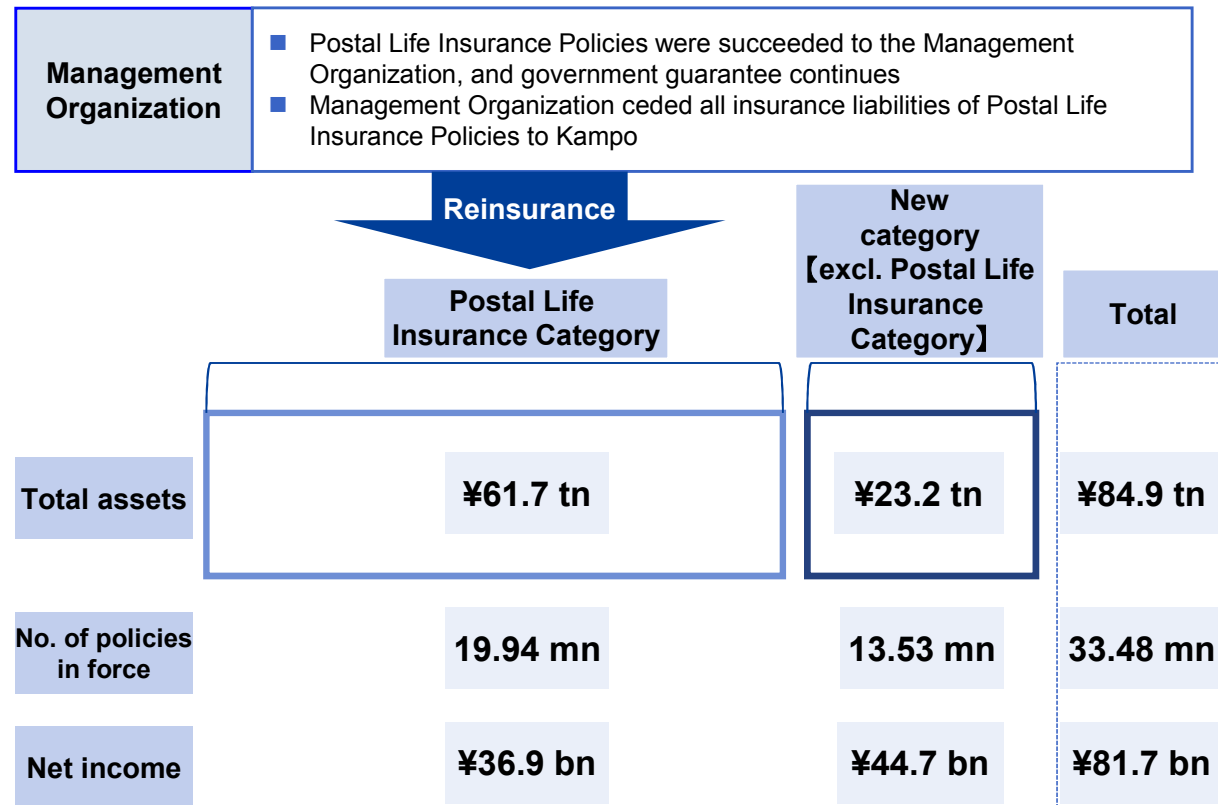 Management
Organization
■ Postal Life Insurance Policies were succeeded to the Management
Organization, and government guarantee continues
■ Management Organization ceded all insurance liabilities of Postal Life
Insurance Policies to Kampo
Reinsurance
Postal Life
Insurance Category
New
category
【excl. Postal Life
Insurance
Category】
Total
Total assets
¥61.7 tn
¥23.2 tn
¥84.9 tn
No. of policies
in force
19.94 mn
13.53 mn
33.48 mn
Net income
¥36.9 bn
¥44.7 bn
¥81.7 bn